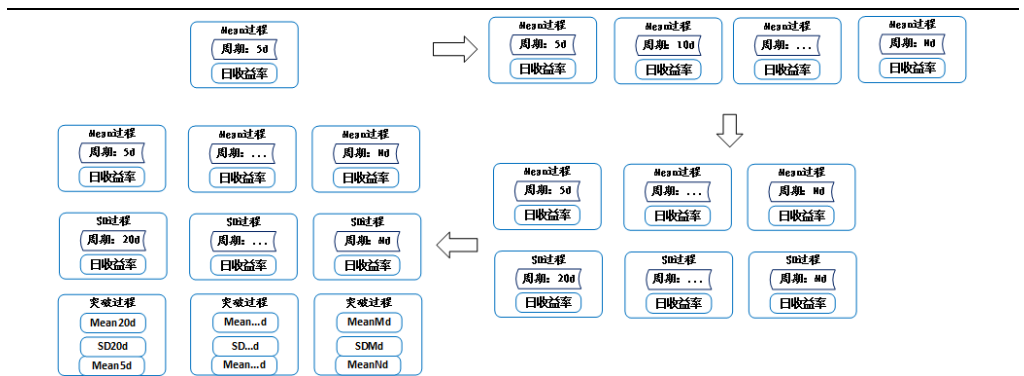 Mean过程
周期: 5d
日收益率
Mean过程
周期: 5d
日收益率
Mean过程
周期: 10d
日收益率
Mean过程
周期: ...
日收益率
Mean过程
周期: Nd
日收益率
Mean过程
周期: 5d
日收益率
Mean过程
周期: ...
日收益率
Mean过程
周期: Nd
日收益率
SD过程
周期: 20d
日收益率
SD过程
周期: ...
日收益率
SD过程
周期: Nd
日收益率
Mean过程
周期: 5d
日收益率
Mean过程
周期: ...
日收益率
Mean过程
周期: Nd
日收益率
SD过程
周期: 20d
日收益率
SD过程
周期: ...
日收益率
SD过程
周期: Nd
日收益率
突破过程
Mean20d
SD20d
Mean5d
突破过程
Mean...d
SD...d
Mean...d
突破过程
MeanMd
SDMd
MeanNd